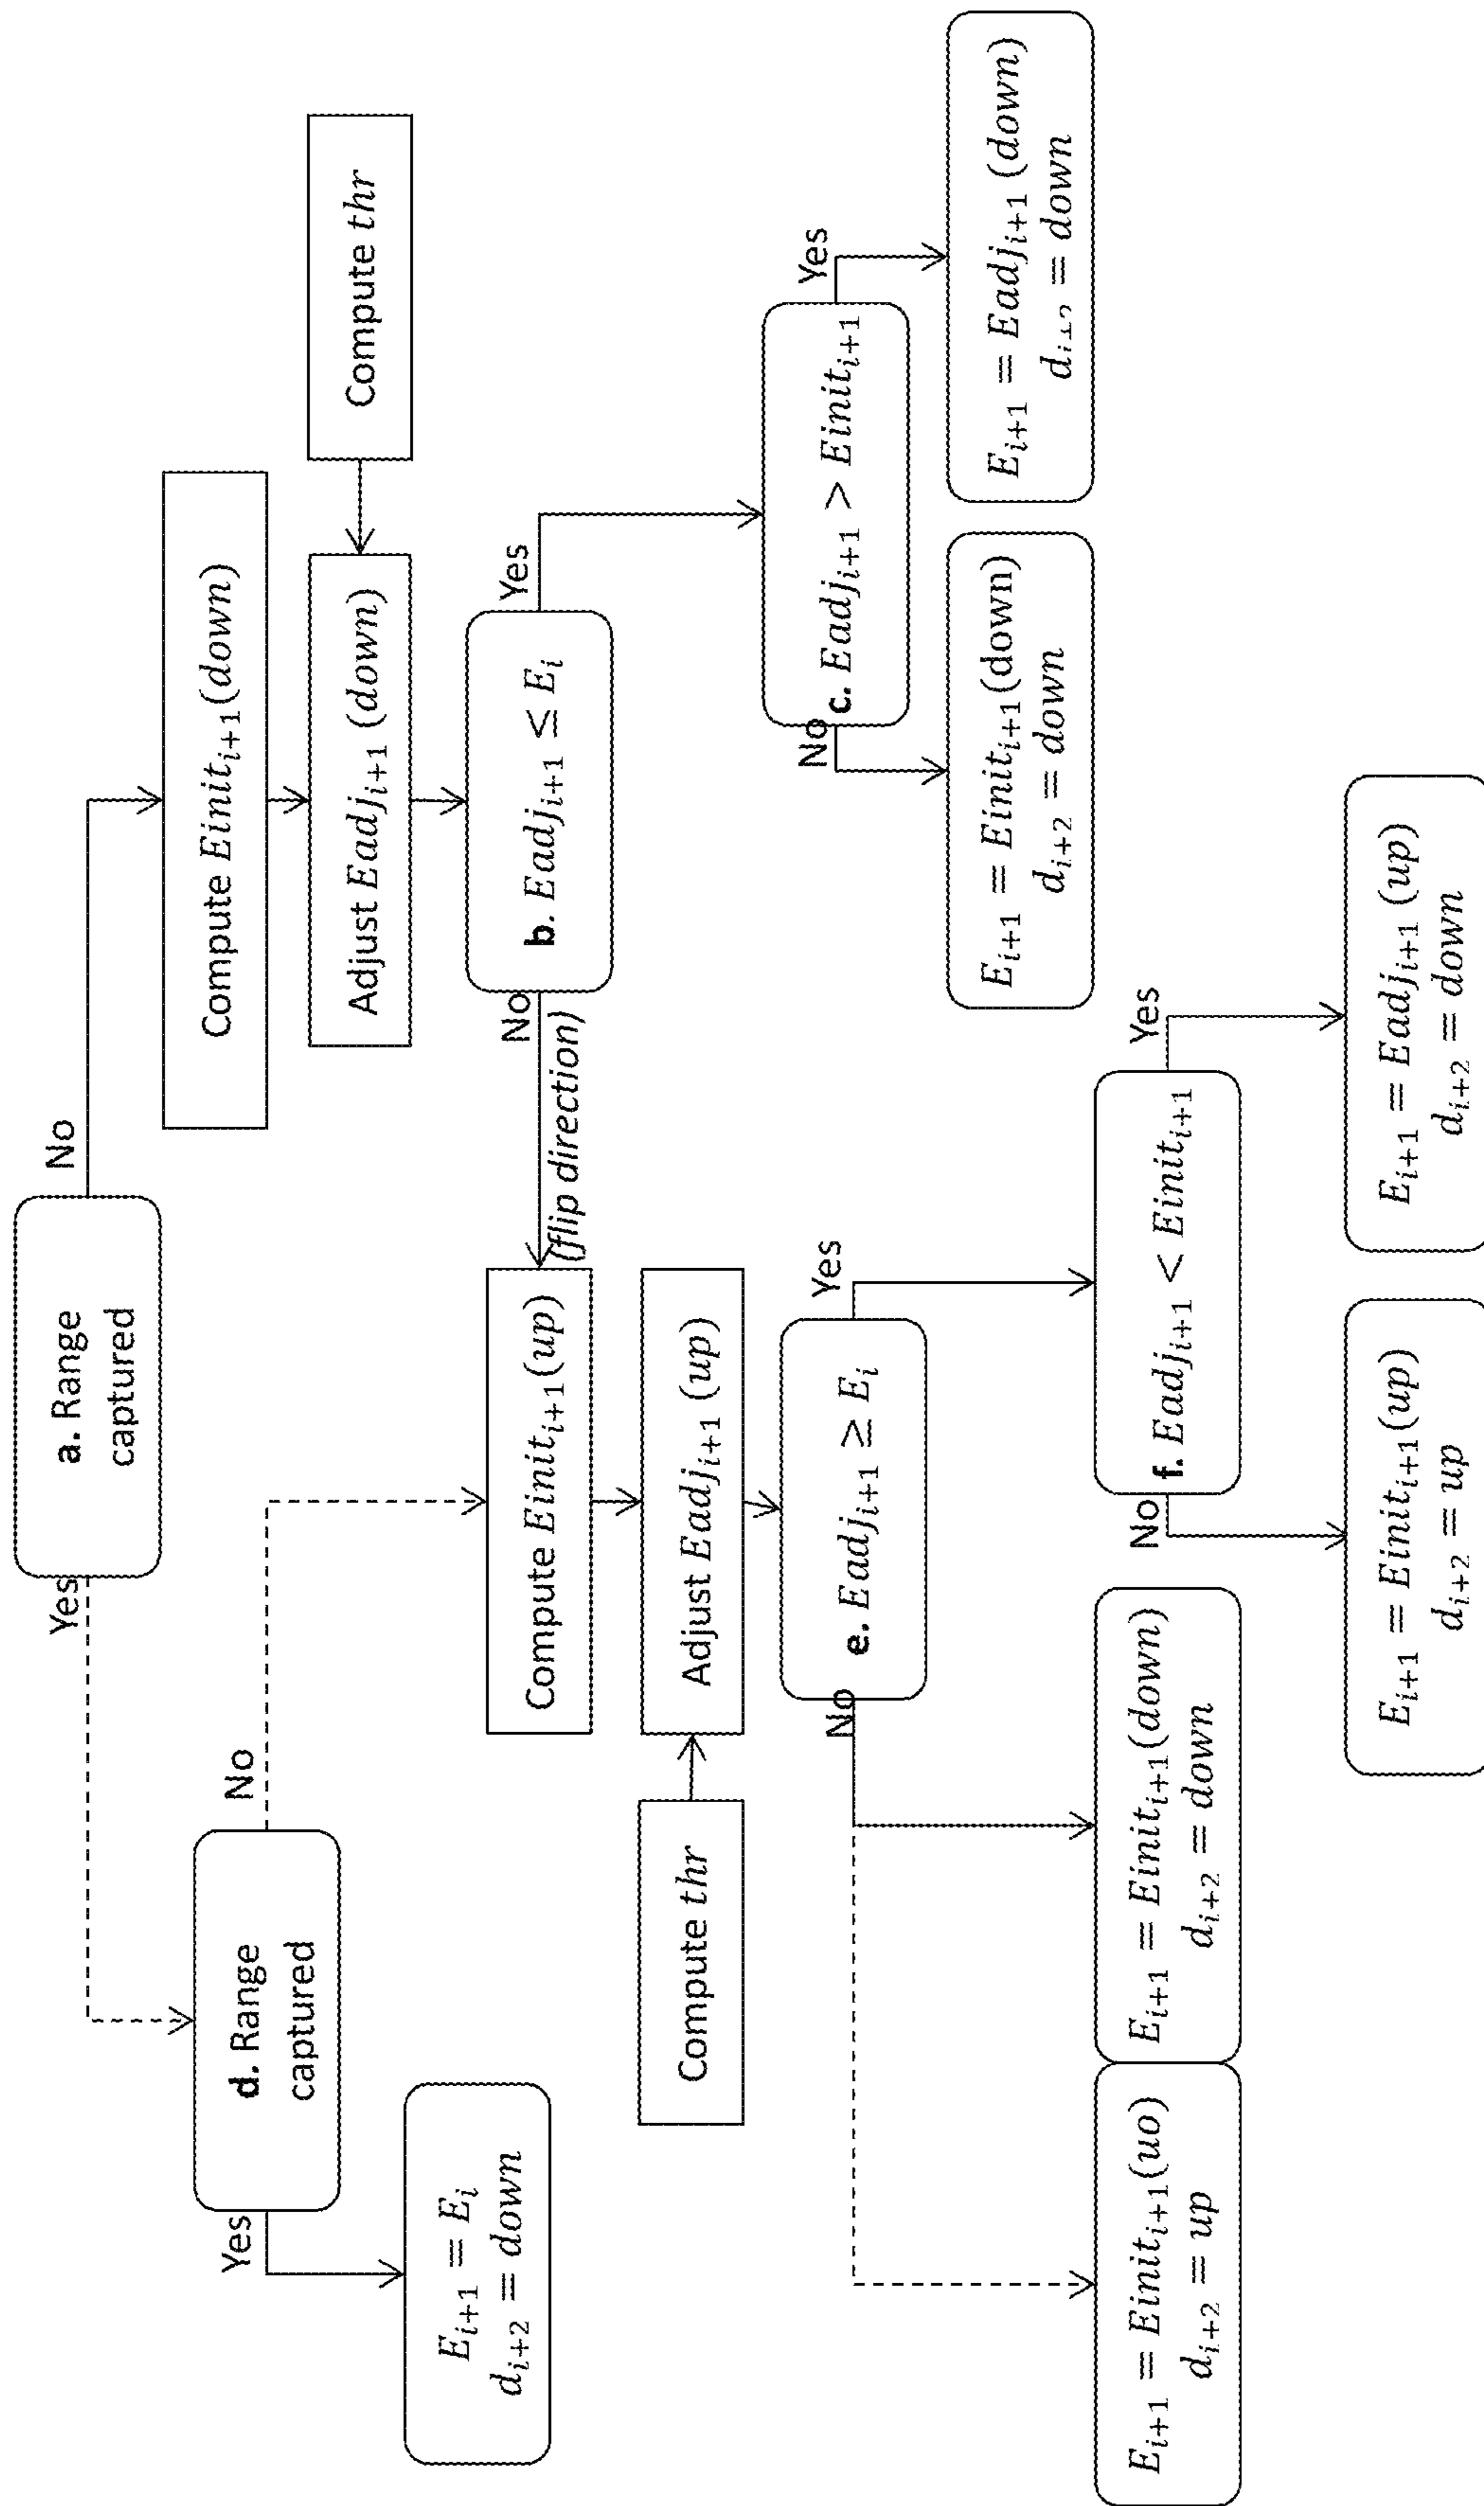 a. Range
captured
Yes
No
d. Range
captured
Yes
No
E_{i+1} = E_i
d_{i+2} = down
Compute Einit_{i+1}(down)
Adjust Eadj_{i+1} (down)
Compute thr
b. Eadj_{i+1} ≤ E_i
No
(flip direction)
Yes
Compute Einit_{i+1}(up)
Adjust Eadj_{i+1} (up)
Compute thr
c. Eadj_{i+1} > Einit_{i+1}
No
Yes
e. Eadj_{i+1} ≥ E_i
No
Yes
E_{i+1} = Einit_{i+1}(down)
d_{i+2} = down
E_{i+1} = Eadj_{i+1} (down)
d_{i+2} = down
E_{i+1} = Einit_{i+1}(uo)
d_{i+2} = up
E_{i+1} = Einit_{i+1}(down)
d_{i+2} = down
f. Eadj_{i+1} < Einit_{i+1}
No
Yes
E_{i+1} = Einit_{i+1}(up)
d_{i+2} = up
E_{i+1} = Eadj_{i+1} (up)
d_{i+2} = down